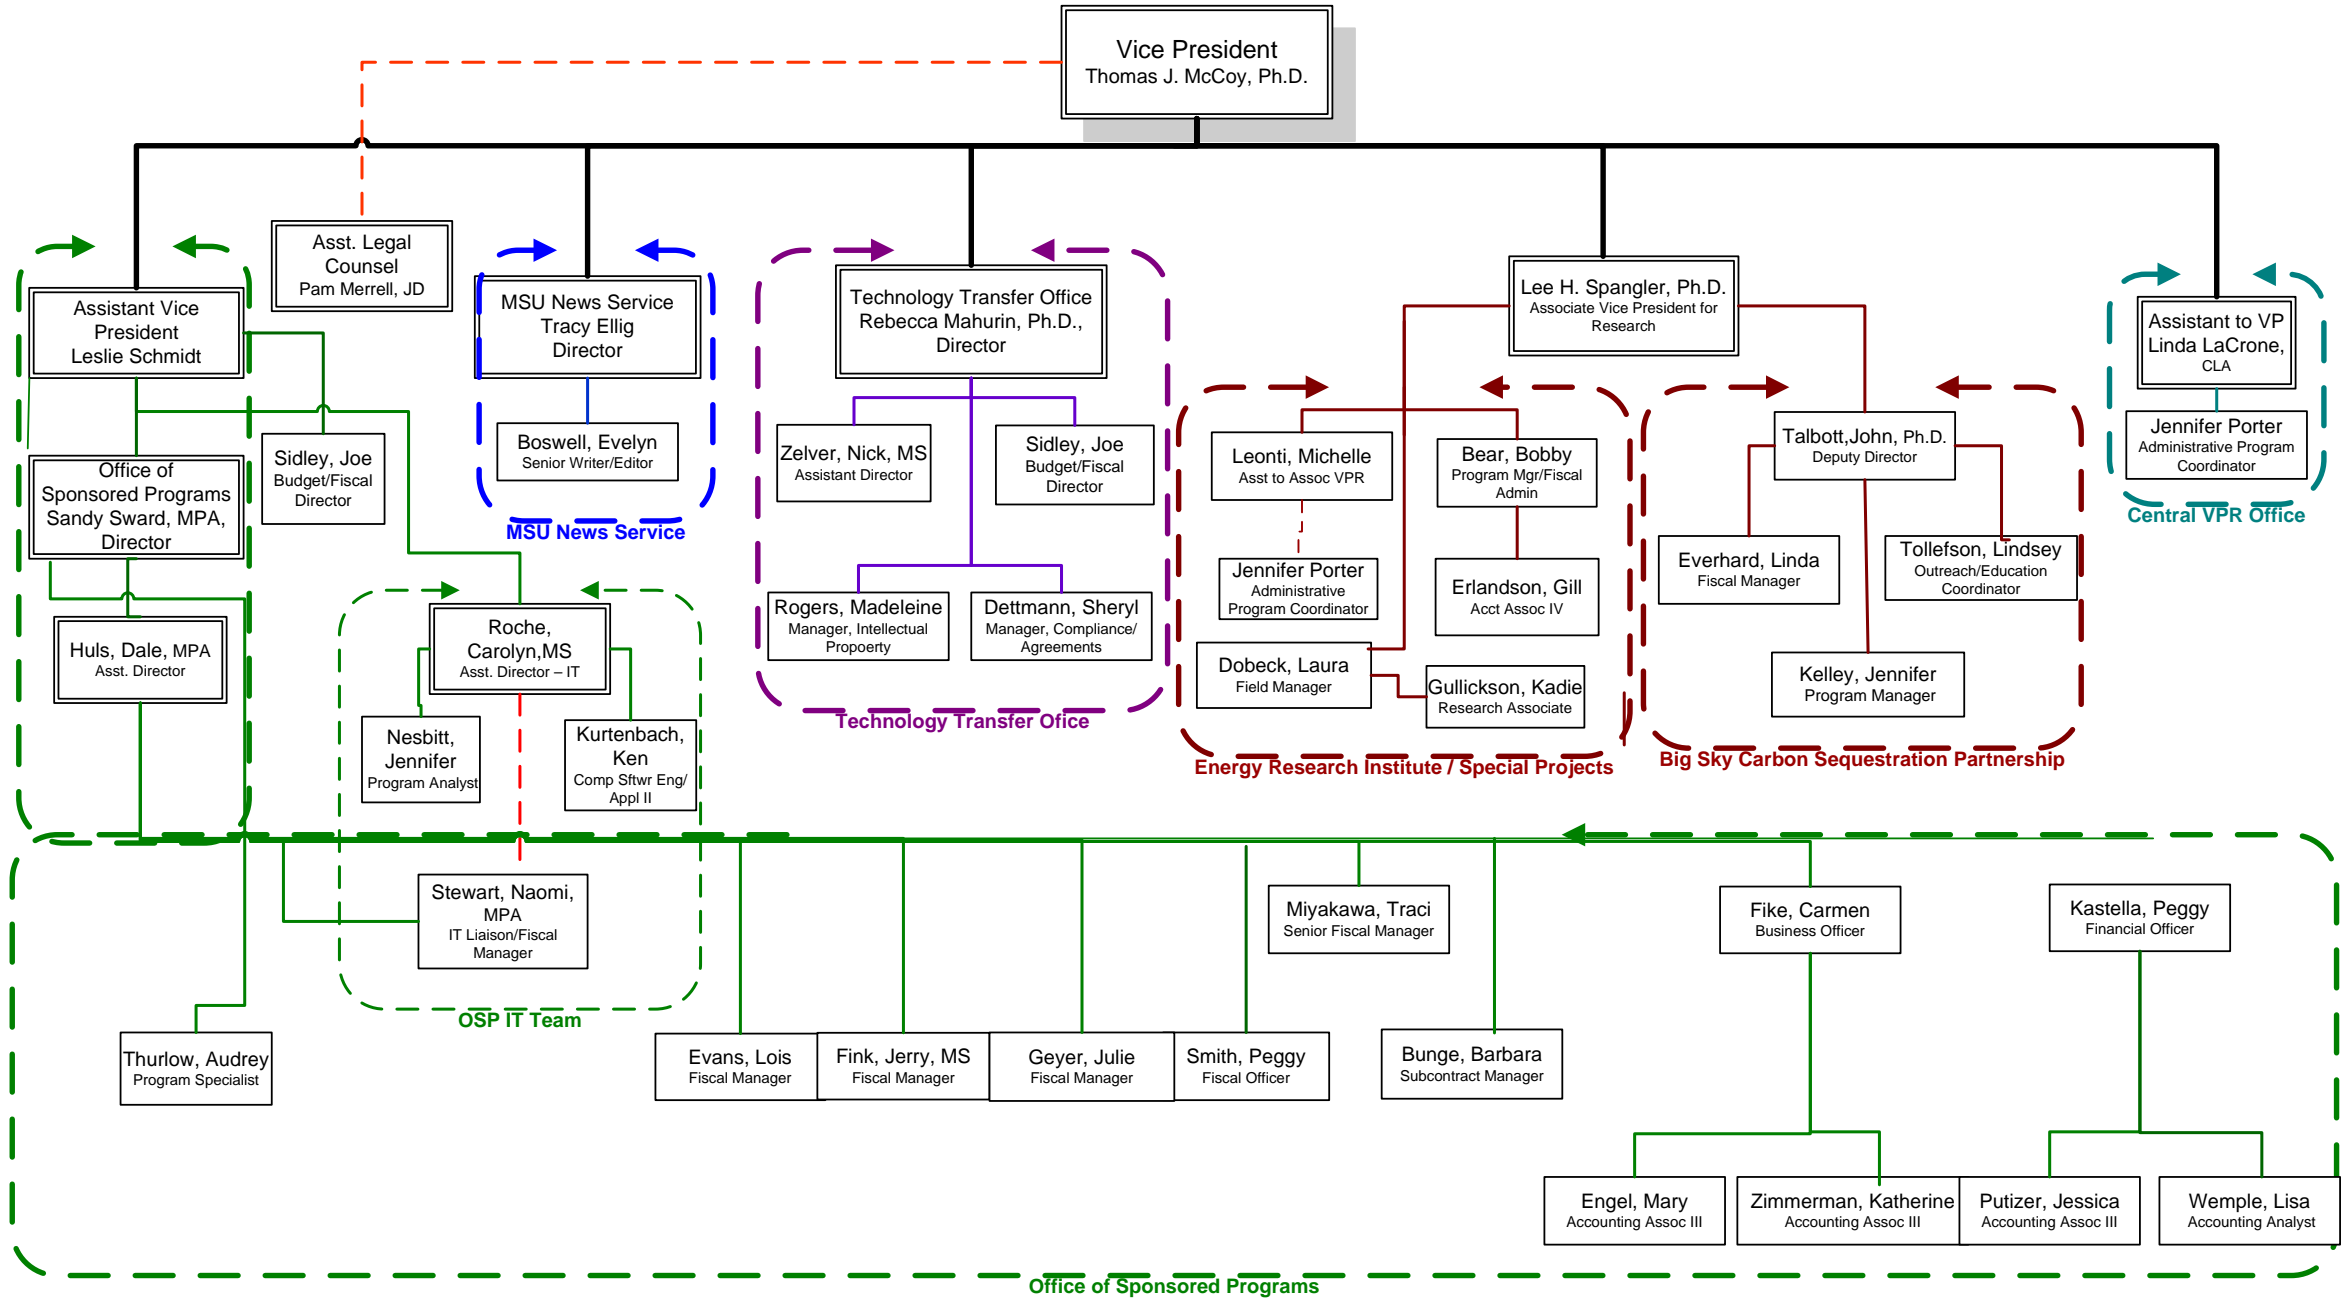 Vice President
Thomas J. McCoy, Ph.D.
Asst. Legal
Counsel
Pam Merrell, JD
Assistant Vice
President
Leslie Schmidt
MSU News Service
Tracy Ellig
Director
Technology Transfer Office
Rebecca Mahurin, Ph.D.,
Director
Lee H. Spangler, Ph.D.
Associate Vice President for
Research
Assistant to VP
Linda LaCrone,
CLA
Office of
Sponsored Programs
Sandy Sward, MPA,
Director
Sidley, Joe
Budget/Fiscal
Director
Boswell, Evelyn
Senior Writer/Editor
MSU News Service
Zelver, Nick, MS
Assistant Director
Sidley, Joe
Budget/Fiscal
Director
Leonti, Michelle
Asst to Assoc VPR
Bear, Bobby
Program Mgr/Fiscal
Admin
Talbott,John, Ph.D.
Deputy Director
Jennifer Porter
Administrative Program
Coordinator
Central VPR Office
Huls, Dale, MPA
Asst. Director
Roche,
Carolyn,MS
Asst. Director – IT
Rogers, Madeleine
Manager, Intellectual
Propoerty
Dettmann, Sheryl
Manager, Compliance/
Agreements
Technology Transfer Ofice
Jennifer Porter
Administrative
Program Coordinator
Erlandson, Gill
Acct Assoc IV
Dobeck, Laura
Field Manager
Gullickson, Kadie
Research Associate
Energy Research Institute / Special Projects
Everhard, Linda
Fiscal Manager
Tollefson, Lindsey
Outreach/Education
Coordinator
Kelley, Jennifer
Program Manager
Big Sky Carbon Sequestration Partnership
Nesbitt,
Jennifer
Program Analyst
Kurtenbach,
Ken
Comp Sftwr Eng/
Appl II
Stewart, Naomi,
MPA
IT Liaison/Fiscal
Manager
OSP IT Team
Miyakawa, Traci
Senior Fiscal Manager
Fike, Carmen
Business Officer
Kastella, Peggy
Financial Officer
Thurlow, Audrey
Program Specialist
Evans, Lois
Fiscal Manager
Fink, Jerry, MS
Fiscal Manager
Geyer, Julie
Fiscal Manager
Smith, Peggy
Fiscal Officer
Bunge, Barbara
Subcontract Manager
Engel, Mary
Accounting Assoc III
Zimmerman, Katherine
Accounting Assoc III
Putizer, Jessica
Accounting Assoc III
Wemple, Lisa
Accounting Analyst
Office of Sponsored Programs